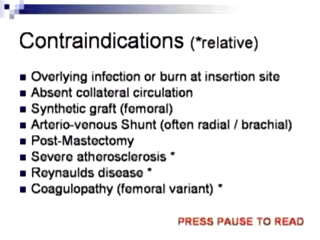 Contraindications (*relative)
Overlying infection or burn at insertion site
Absent collateral circulation
Synthetic graft (femoral)
Arterio-venous Shunt (often radial / brachial)
Post-Mastectomy
Severe atherosclerosis *
Reynaulds disease *
Coagulopathy (femoral variant) *
PRESS PAUSE TO READ